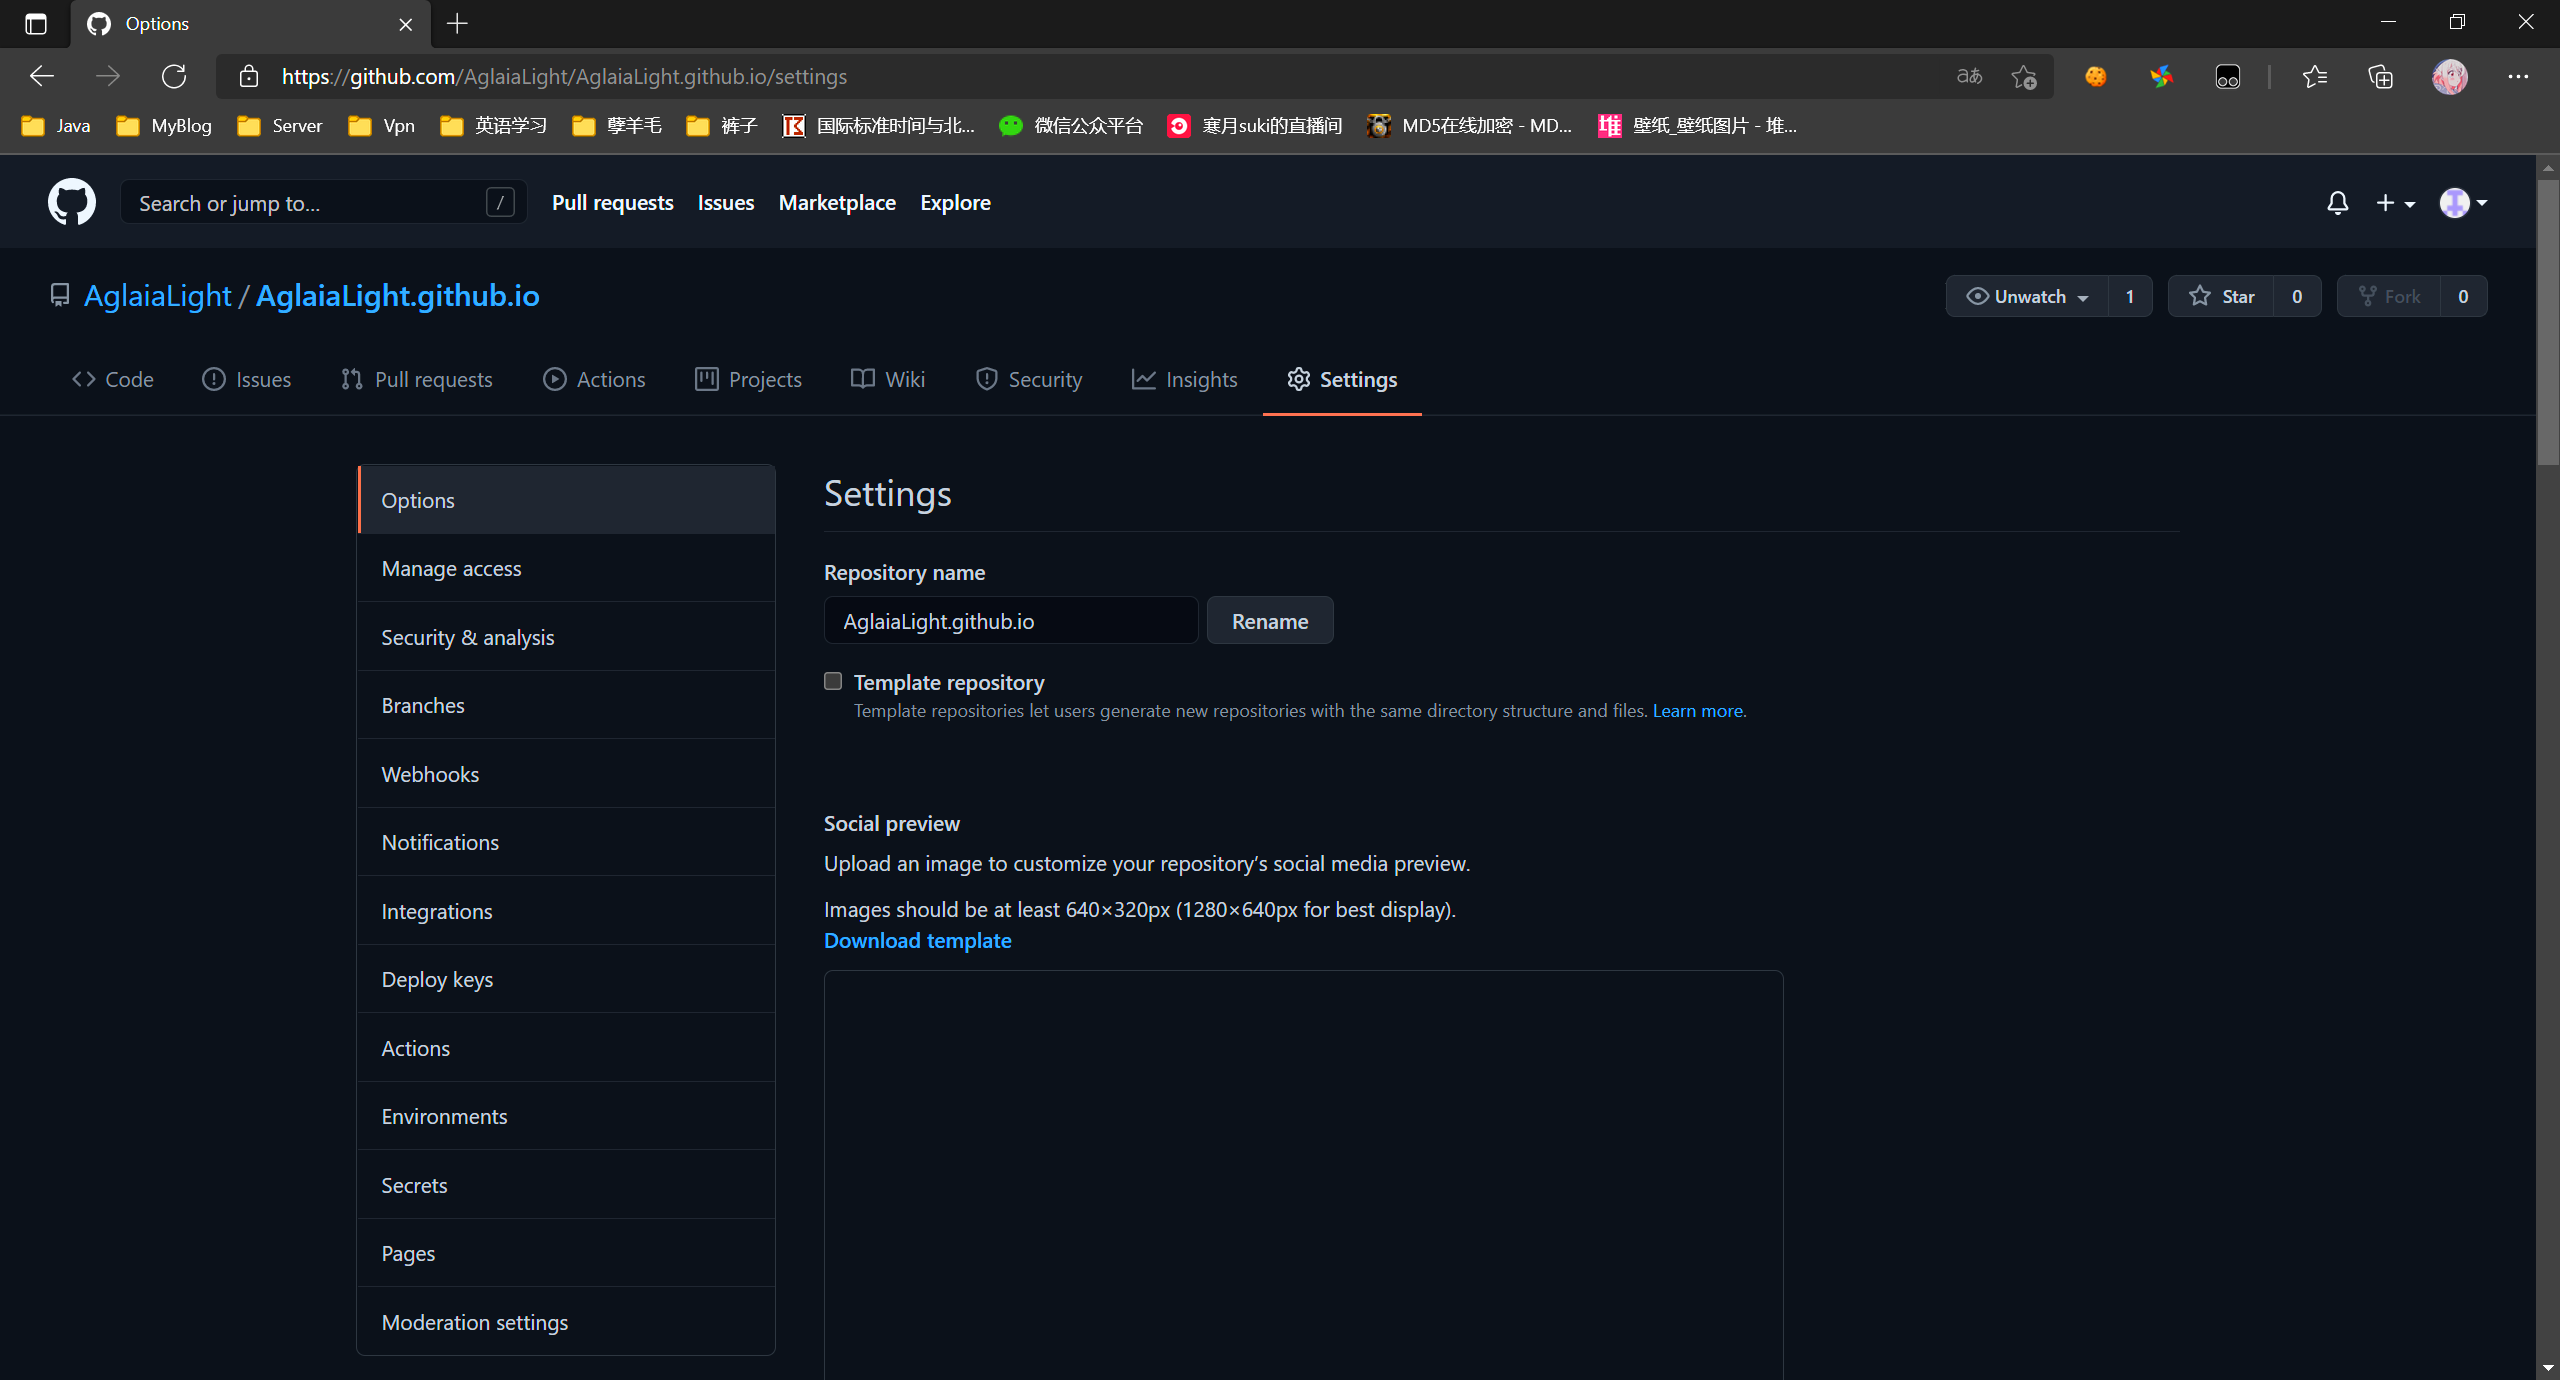 Options
https://github.com/AglaiaLight/AglaiaLight.github.io/settings
aあ
Java MyBlog Server Vpn 英语学习 孽羊毛 裤子 国际标准时间与北... 微信公众平台 寒月suki的直播间 MD5在线加密 - MD... 壁纸_壁纸图片 - 堆...
Search or jump to... / Pull requests Issues Marketplace Explore
AglaiaLight / AglaiaLight.github.io Unwatch 1 Star 0 Fork 0
Code Issues Pull requests Actions Projects Wiki Security Insights Settings
Options
Manage access
Security & analysis
Branches
Webhooks
Notifications
Integrations
Deploy keys
Actions
Environments
Secrets
Pages
Moderation settings
Settings
Repository name
AglaiaLight.github.io Rename
Template repository
Template repositories let users generate new repositories with the same directory structure and files. Learn more.
Social preview
Upload an image to customize your repository’s social media preview.
Images should be at least 640×320px (1280×640px for best display).
Download template